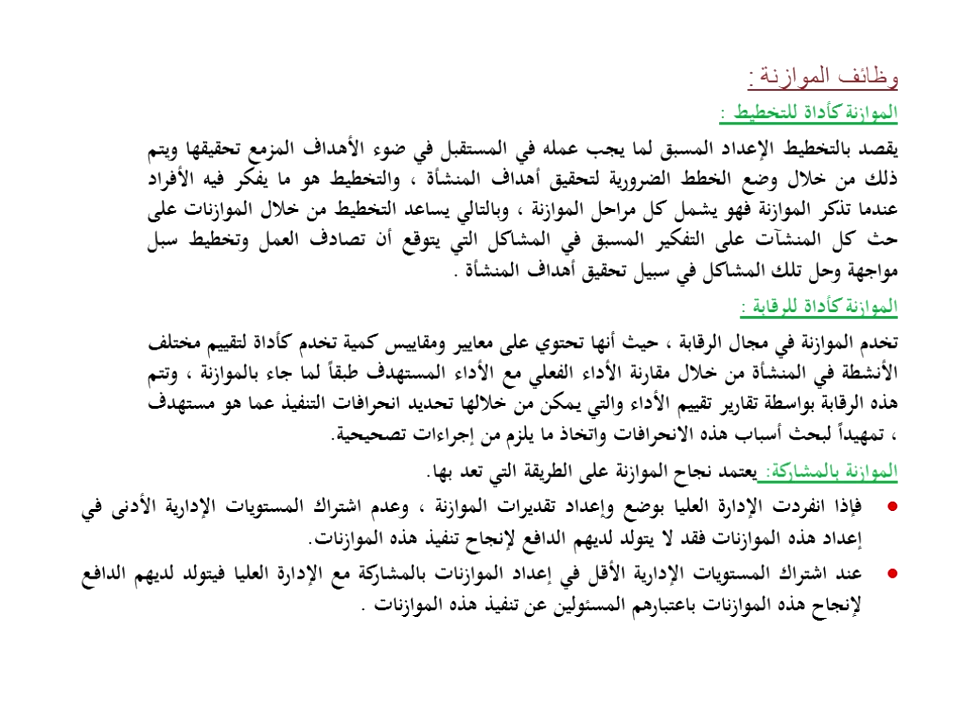 وظائف الموازنة :
الموازنة كأداة للتخطيط :
يقصد بالتخطيط الإعداد المسبق لما يجب عمله في المستقبل في ضوء الأهداف المزمع تحقيقها ويتم
ذلك من خلال وضع الخطط الضرورية لتحقيق أهداف المنشأة ، والتخطيط هو ما يفكر فيه الأفراد
عندما تذكر الموازنة فهو يشمل كل مراحل الموازنة ، وبالتالي يساعد التخطيط من خلال الموازنات على
حث كل المنشآت على التفكير المسبق في المشاكل التي يتوقع أن تصادف العمل وتخطيط سبل
مواجهة وحل تلك المشاكل في سبيل تحقيق أهداف المنشأة .
الموازنة كأداة للرقابة :
تخدم الموازنة في مجال الرقابة ، حيث أنها تحتوي على معايير ومقاييس كمية تخدم كأداة لتقييم مختلف
الأنشطة في المنشأة من خلال مقارنة الأداء الفعلي مع الأداء المستهدف طبقاً لما جاء بالموازنة ، وتتم
هذه الرقابة بواسطة تقارير تقييم الأداء والتي يمكن من خلالها تحديد انحرافات التنفيذ عما هو مستهدف
، تمهيداً لبحث أسباب هذه الانحرافات واتخاذ ما يلزم من إجراءات تصحيحية.
الموازنة بالمشاركة: يعتمد نجاح الموازنة على الطريقة التي تعد بها.
● فإذا انفردت الإدارة العليا بوضع وإعداد تقديرات الموازنة ، وعدم اشتراك المستويات الإدارية الأدنى في
إعداد هذه الموازنات فقد لا يتولد لديهم الدافع لإنجاح تنفيذ هذه الموازنات.
● عند اشتراك المستويات الإدارية الأقل في إعداد الموازنات بالمشاركة مع الإدارة العليا فيتولد لديهم الدافع
لإنجاح هذه الموازنات باعتبارهم المسئولين عن تنفيذ هذه الموازنات .